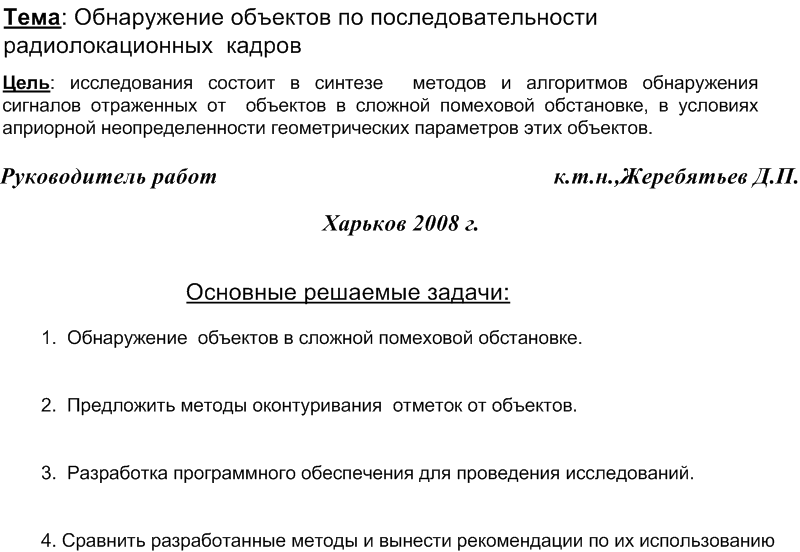 Тема: Обнаружение объектов по последовательности
радиолокационных кадров
Цель: исследования состоит в синтезе методов и алгоритмов обнаружения
сигналов отраженных от объектов в сложной помеховой обстановке, в условиях
априорной неопределенности геометрических параметров этих объектов.
Руководитель работ к.т.н.,Жеребятьев Д.П.
Харьков 2008 г.
Основные решаемые задачи:
1. Обнаружение объектов в сложной помеховой обстановке.
2. Предложить методы оконтуривания отметок от объектов.
3. Разработка программного обеспечения для проведения исследований.
4. Сравнить разработанные методы и вынести рекомендации по их использованию